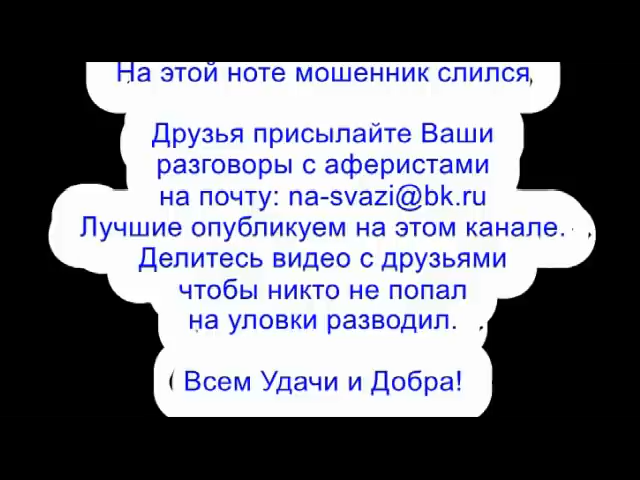 На этой ноте мошенник слился
Друзья присылайте Ваши
разговоры с аферистами
на почту: na-svazi@bk.ru
Лучшие опубликуем на этом канале.
Делитесь видео с друзьями
чтобы никто не попал
на уловки разводил.
Всем Удачи и Добра!